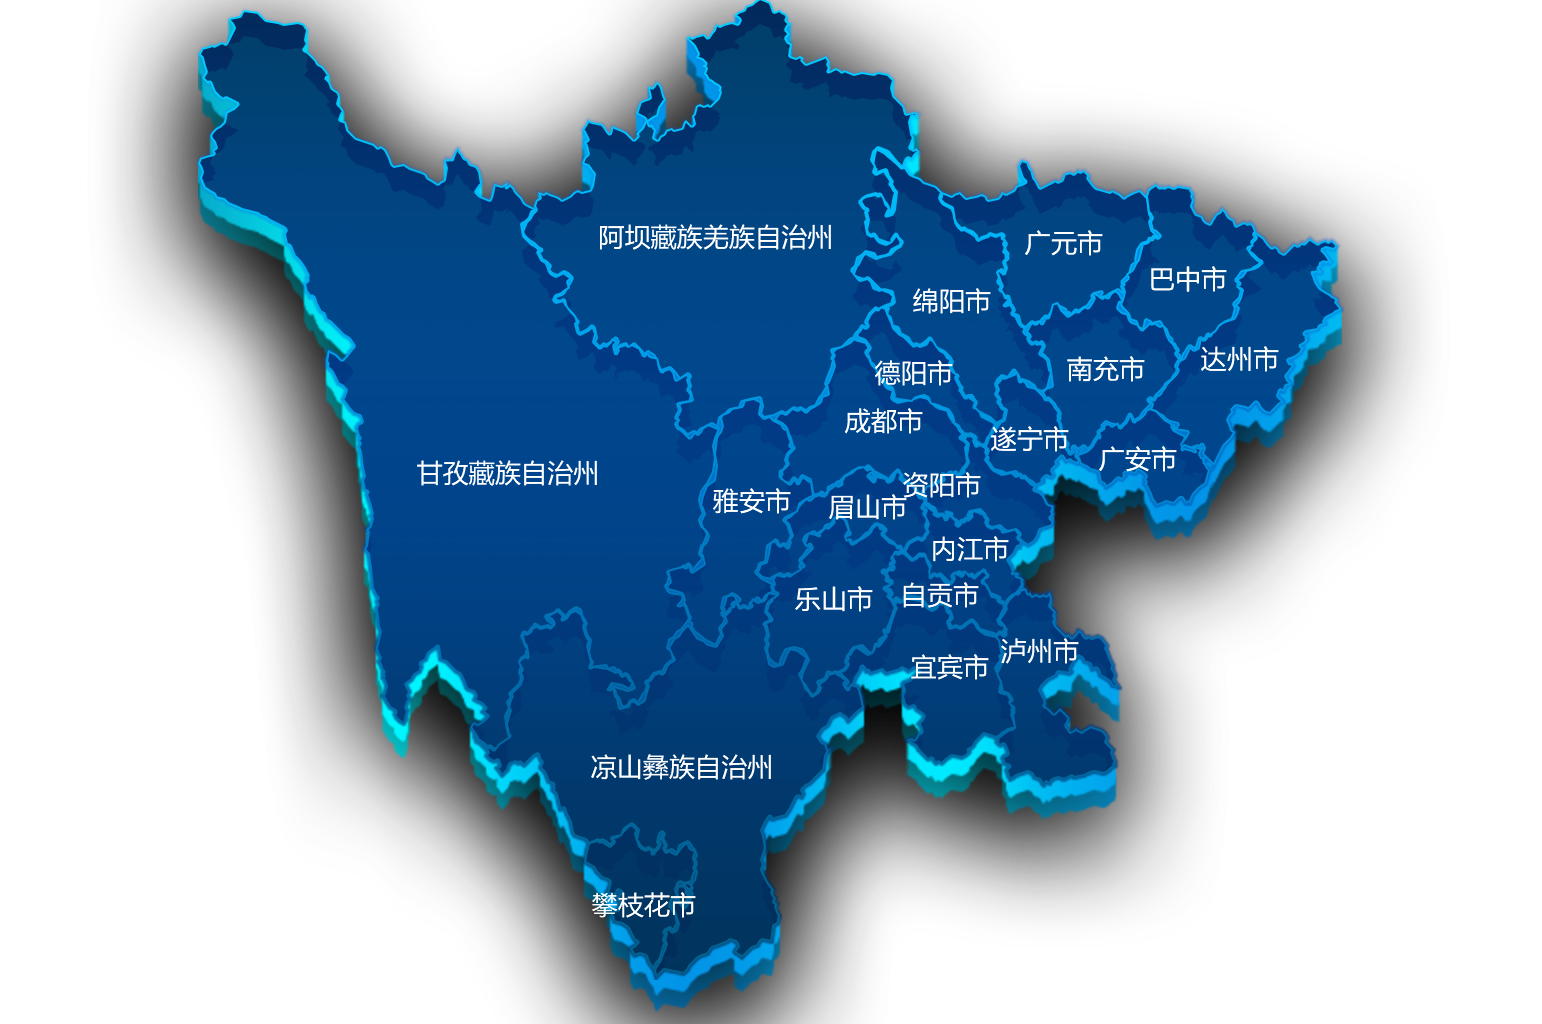 阿坝藏族羌族自治州
广元市
巴中市
绵阳市
达州市
南充市
德阳市
成都市
遂宁市
广安市
甘孜藏族自治州
资阳市
雅安市
眉山市
内江市
自贡市
乐山市
泸州市
宜宾市
凉山彝族自治州
攀枝花市